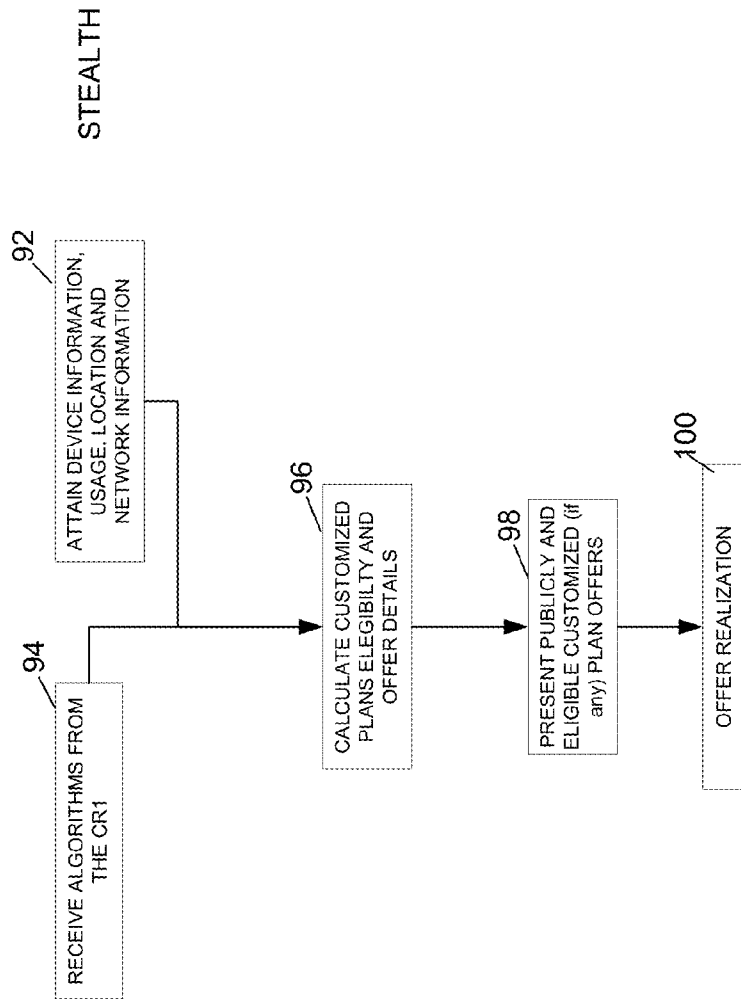 STEALTH
94
RECEIVE ALGORITHMS FROM
THE CR1
92
ATTAIN DEVICE INFORMATION,
USAGE, LOCATION AND
NETWORK INFORMATION
96
CALCULATE CUSTOMIZED
PLANS ELEGIBILTY AND
OFFER DETAILS
98
PRESENT PUBLICLY AND
ELIGIBLE CUSTOMIZED (if
any) PLAN OFFERS
100
OFFER REALIZATION